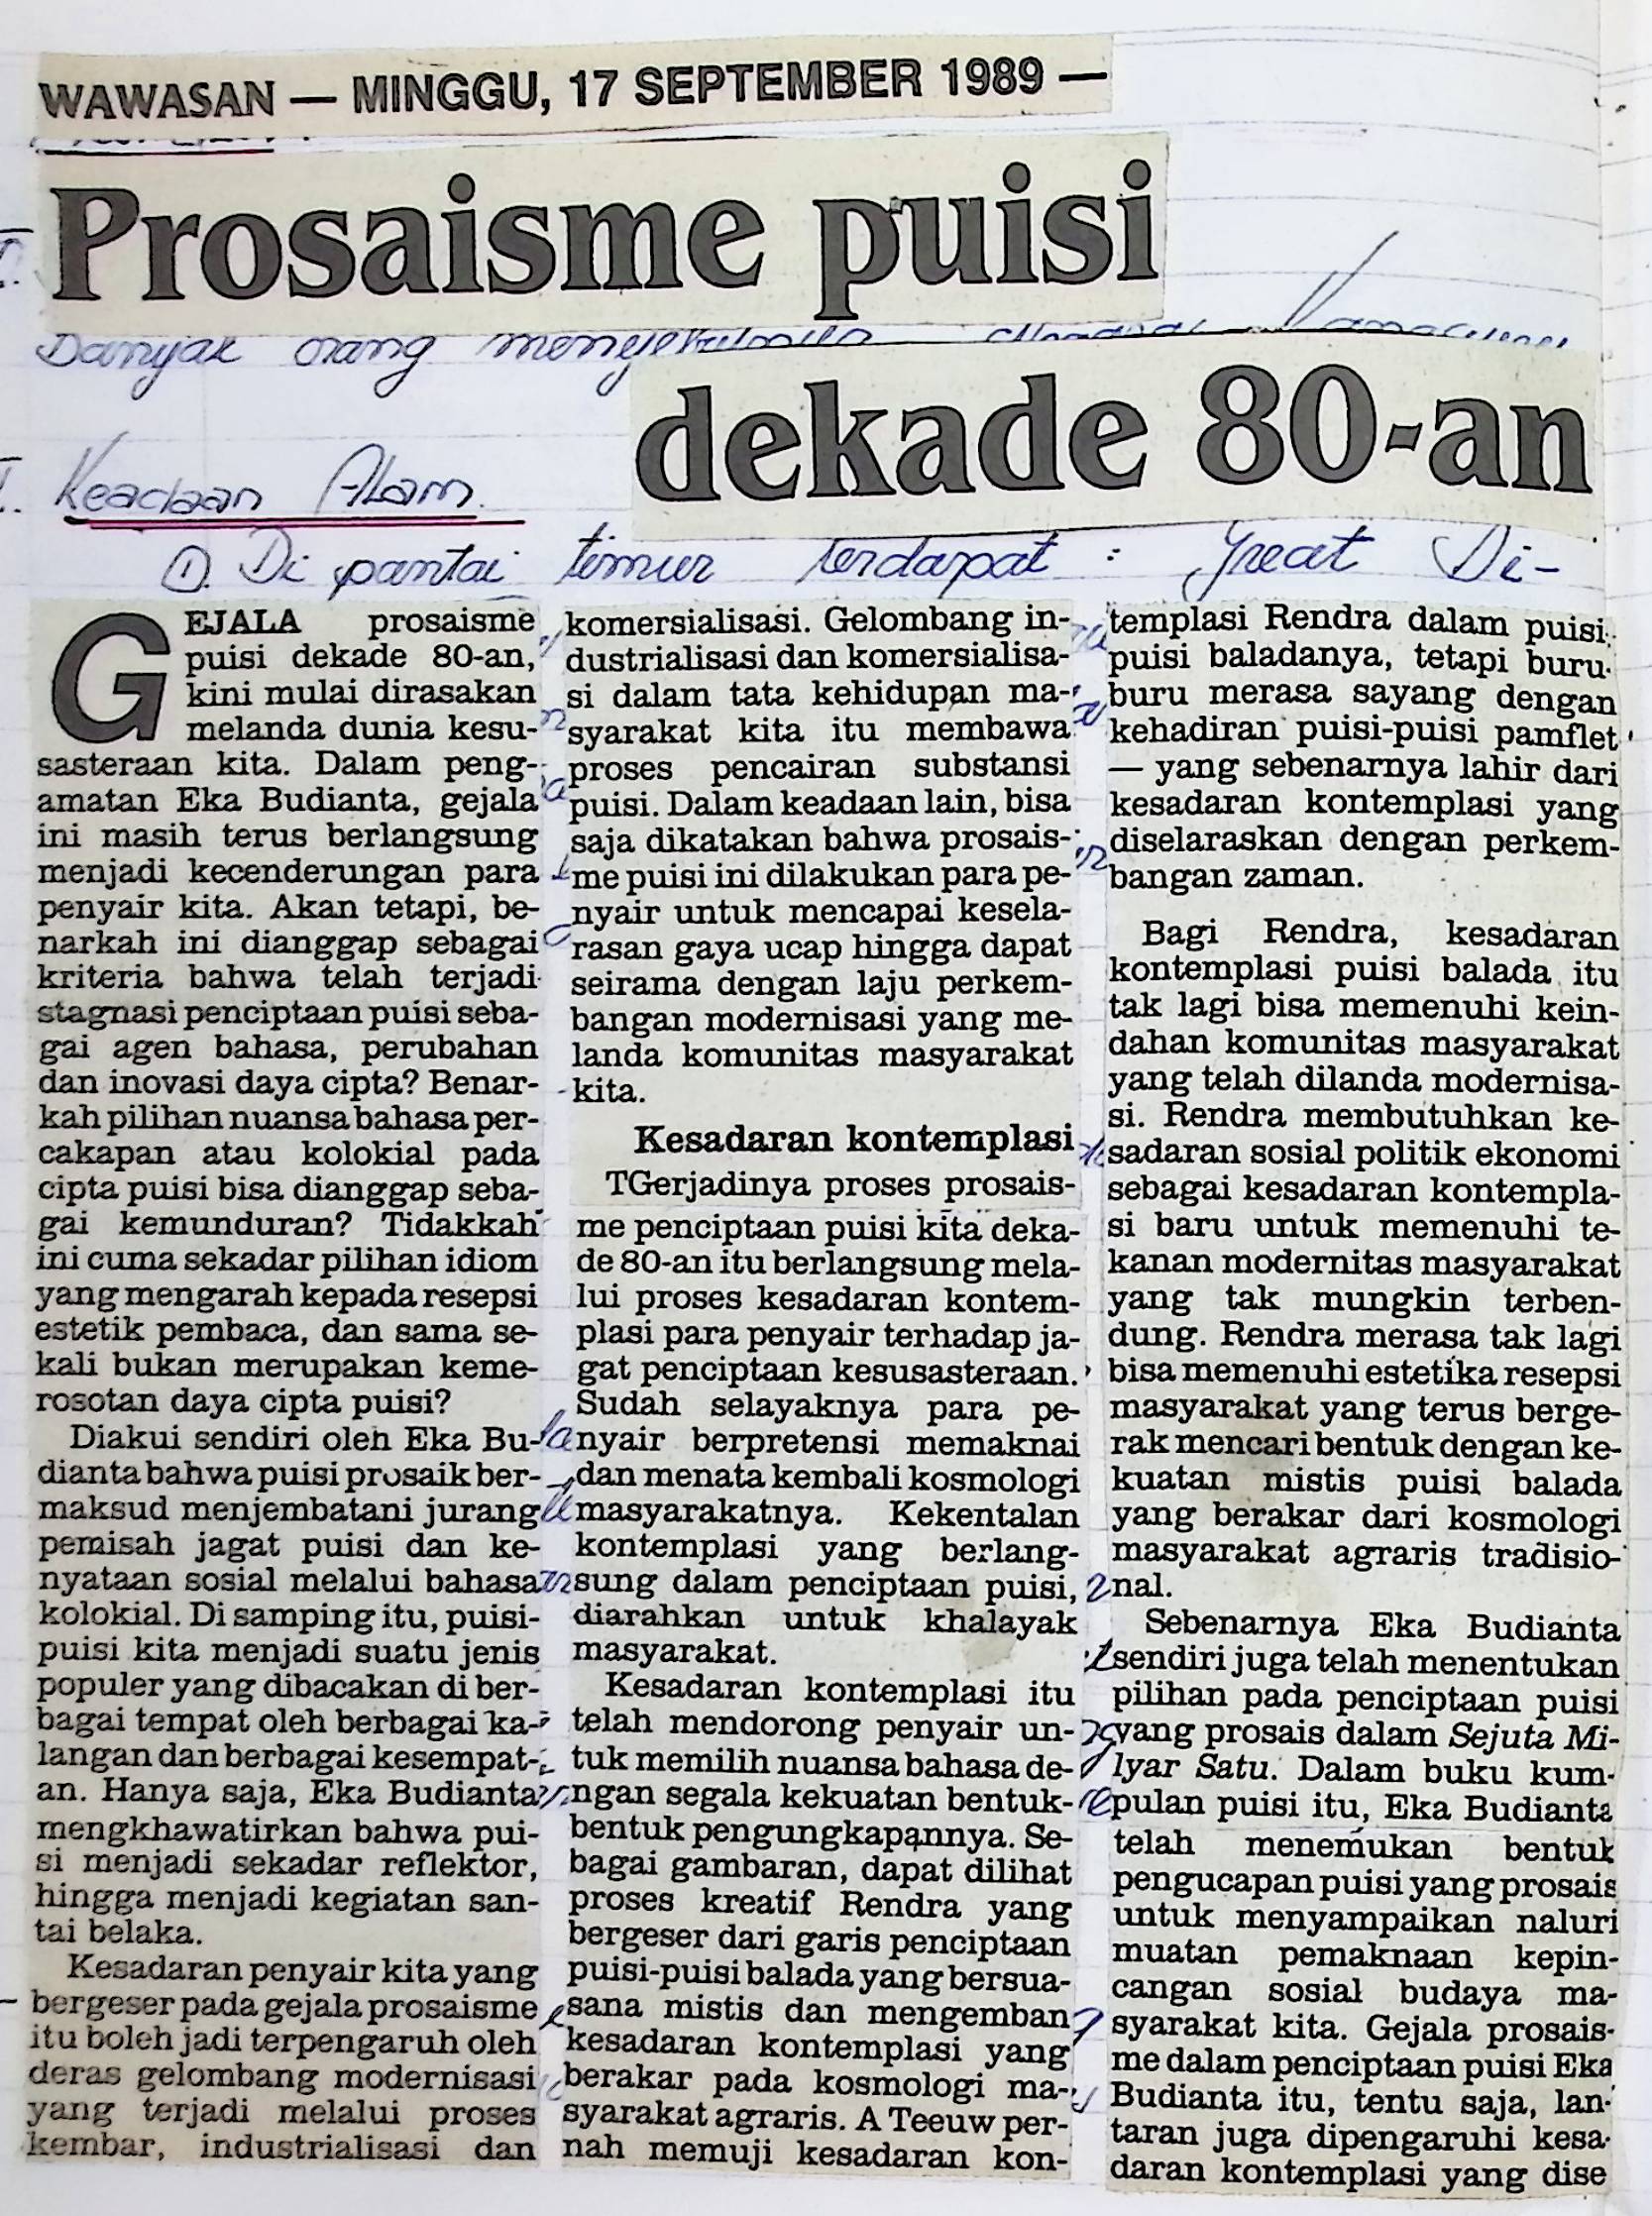 WAWASAN — MINGGU, 17 SEPTEMBER 1989 —
Prosaisme puisi
Banyak orang
dekade 80-an
Keadaan Alam.
① Di pantai timur terdapat : Great Di-
GEJALA prosaisme
puisi dekade 80-an,
kini mulai dirasakan
melanda dunia kesu-
sasteraan kita. Dalam peng-
amatan Eka Budianta, gejala
ini masih terus berlangsung
menjadi kecenderungan para
penyair kita. Akan tetapi, be-
narkah ini dianggap sebagai
kriteria bahwa telah terjadi
stagnasi penciptaan puisi seba-
gai agen bahasa, perubahan
dan inovasi daya cipta? Benar-
kah pilihan nuansa bahasa per-
cakapan atau kolokial pada
cipta puisi bisa dianggap seba-
gai kemunduran? Tidakkah
ini cuma sekadar pilihan idiom
yang mengarah kepada resepsi
estetik pembaca, dan sama se-
kali bukan merupakan keme-
rosotan daya cipta puisi?
Diakui sendiri oleh Eka Bu-
dianta bahwa puisi prosaik ber-
maksud menjembatani jurang
pemisah jagat puisi dan ke-
nyataan sosial melalui bahasa
kolokial. Di samping itu, puisi-
puisi kita menjadi suatu jenis
populer yang dibacakan di ber-
bagai tempat oleh berbagai ka-
langan dan berbagai kesempat-
an. Hanya saja, Eka Budianta
mengkhawatirkan bahwa pui-
si menjadi sekadar reflektor,
hingga menjadi kegiatan san-
tai belaka.
Kesadaran penyair kita yang
bergeser pada gejala prosaisme
itu boleh jadi terpengaruh oleh
deras gelombang modernisasi
yang terjadi melalui proses
kembar, industrialisasi dan
komersialisasi. Gelombang in-
dustrialisasi dan komersialisa-
si dalam tata kehidupan ma-
syarakat kita itu membawa
proses pencairan substansi
puisi. Dalam keadaan lain, bisa
saja dikatakan bahwa prosais-
me puisi ini dilakukan para pe-
nyair untuk mencapai kesela-
rasan gaya ucap hingga dapat
seirama dengan laju perkem-
bangan modernisasi yang me-
landa komunitas masyarakat
kita.
Kesadaran kontemplasi
TGerjadinya proses prosais-
me penciptaan puisi kita deka-
de 80-an itu berlangsung mela-
lui proses kesadaran kontem-
plasi para penyair terhadap ja-
gat penciptaan kesusasteraan.
Sudah selayaknya para pe-
nyair berpretensi memaknai
dan menata kembali kosmologi
masyarakatnya. Kekentalan
kontemplasi yang berlang-
sung dalam penciptaan puisi,
diarahkan untuk khalayak
masyarakat.
Kesadaran kontemplasi itu
telah mendorong penyair un-
tuk memilih nuansa bahasa de-
ngan segala kekuatan bentuk-
bentuk pengungkapannya. Se-
bagai gambaran, dapat dilihat
proses kreatif Rendra yang
bergeser dari garis penciptaan
puisi-puisi balada yang bersua-
sana mistis dan mengemban
kesadaran kontemplasi yang
berakar pada kosmologi ma-
syarakat agraris. A Teeuw per-
nah memuji kesadaran kon-
templasi Rendra dalam puisi-
puisi baladanya, tetapi buru-
buru merasa sayang dengan
kehadiran puisi-puisi pamflet
— yang sebenarnya lahir dari
kesadaran kontemplasi yang
diselaraskan dengan perkem-
bangan zaman.
Bagi Rendra, kesadaran
kontemplasi puisi balada itu
tak lagi bisa memenuhi kein-
dahan komunitas masyarakat
yang telah dilanda modernisa-
si. Rendra membutuhkan ke-
sadaran sosial politik ekonomi
sebagai kesadaran kontempla-
si baru untuk memenuhi te-
kanan modernitas masyarakat
yang tak mungkin terben-
dung. Rendra merasa tak lagi
bisa memenuhi estetika resepsi
masyarakat yang terus berge-
rak mencari bentuk dengan ke-
kuatan mistis puisi balada
yang berakar dari kosmologi
masyarakat agraris tradisio-
nal.
Sebenarnya Eka Budianta
sendiri juga telah menentukan
pilihan pada penciptaan puisi
yang prosais dalam Sejuta Mi-
lyar Satu. Dalam buku kum-
pulan puisi itu, Eka Budianta
telah menemukan bentuk
pengucapan puisi yang prosais
untuk menyampaikan naluri
muatan pemaknaan kepin-
cangan sosial budaya ma-
syarakat kita. Gejala prosais-
me dalam penciptaan puisi Eka
Budianta itu, tentu saja, lan-
taran juga dipengaruhi kesa-
daran kontemplasi yang dise